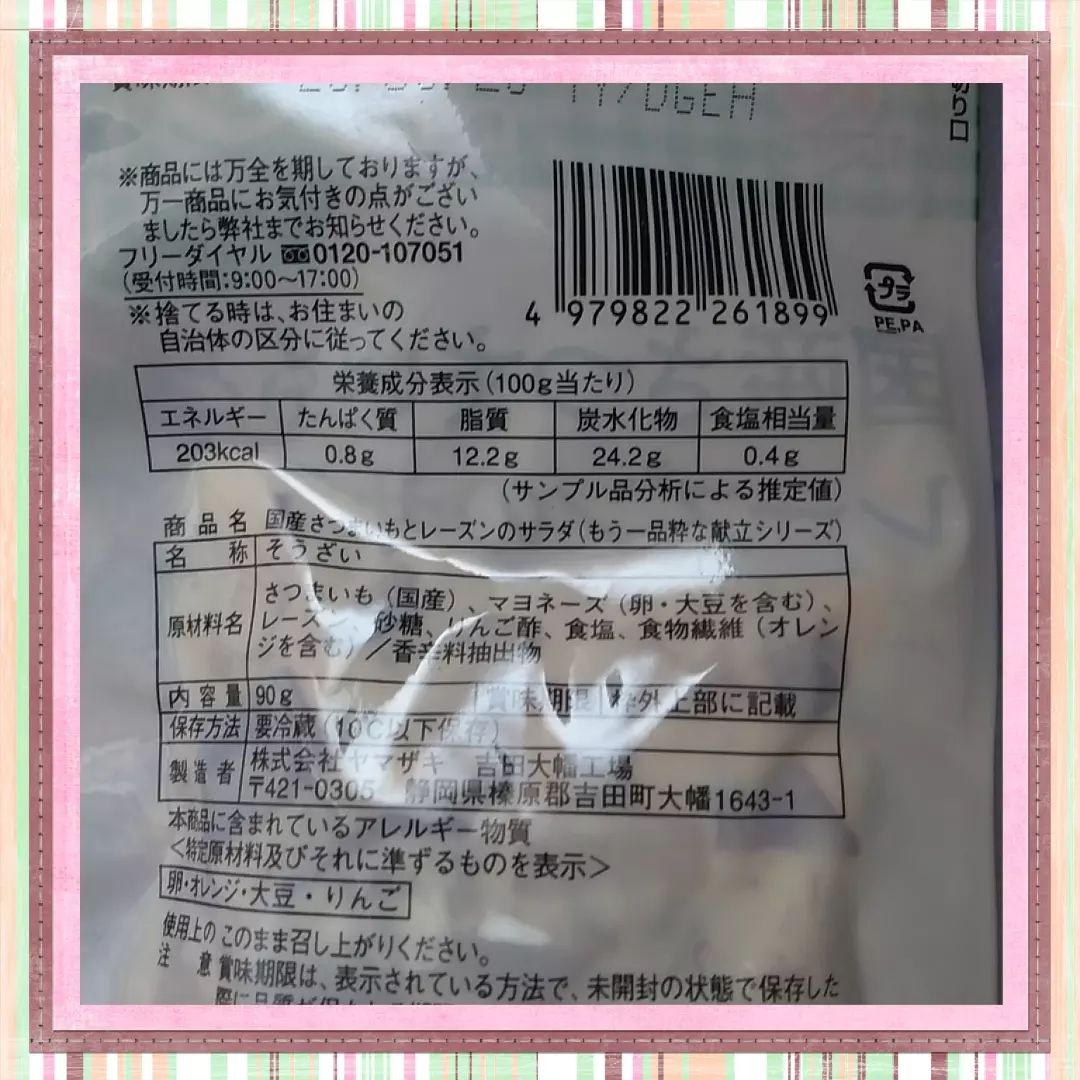 切り口
※商品には万全を期しておりますが、
万一商品にお気付きの点がござい
ましたら弊社までお知らせください。
フリーダイヤル 0120-107051
(受付時間:9:00〜17:00)
※捨てる時は、お住まいの
自治体の区分に従ってください。
4 979822 261899
プラ
PE,PA
栄養成分表示(100g当たり)
エネルギー たんぱく質 脂質 炭水化物 食塩相当量
203kcal 0.8g 12.2g 24.2g 0.4g
(サンプル品分析による推定値)
商品名 国産さつまいもとレーズンのサラダ(もう一品粋な献立シリーズ)
名称 そうざい
原材料名 さつまいも(国産)、マヨネーズ(卵・大豆を含む)、
レーズン、砂糖、りんご酢、食塩、食物繊維(オレン
ジを含む)/香辛料抽出物
内容量 90g 賞味期限 枠外上部に記載
保存方法 要冷蔵(10℃以下保存)
製造者 株式会社ヤマザキ 吉田大幡工場
〒421-0305 静岡県榛原郡吉田町大幡1643-1
本商品に含まれているアレルギー物質
<特定原材料及びそれに準ずるものを表示>
卵・オレンジ・大豆・りんご
使用上の注意 このまま召し上がりください。
賞味期限は、表示されている方法で、未開封の状態で保存した